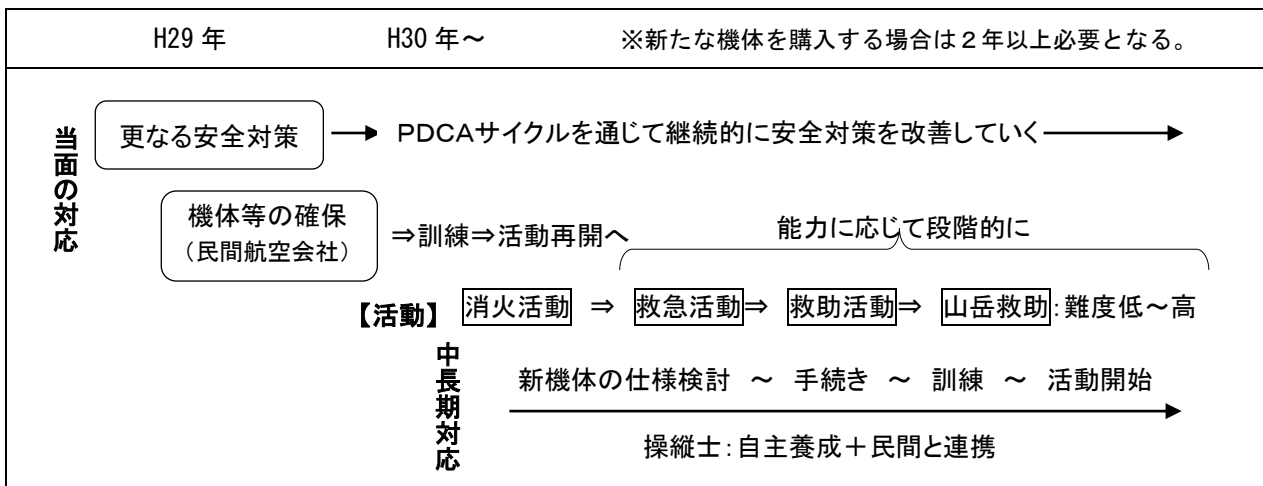 H29 年 H30 年～ ※新たな機体を購入する場合は２年以上必要となる。
当面の対応
更なる安全対策 → PDCAサイクルを通じて継続的に安全対策を改善していく
機体等の確保
（民間航空会社）
⇒訓練⇒活動再開へ
能力に応じて段階的に
【活動】 消火活動 ⇒ 救急活動⇒ 救助活動⇒ 山岳救助：難度低～高
中長期対応
新機体の仕様検討 ～ 手続き ～ 訓練 ～ 活動開始
操縦士：自主養成＋民間と連携